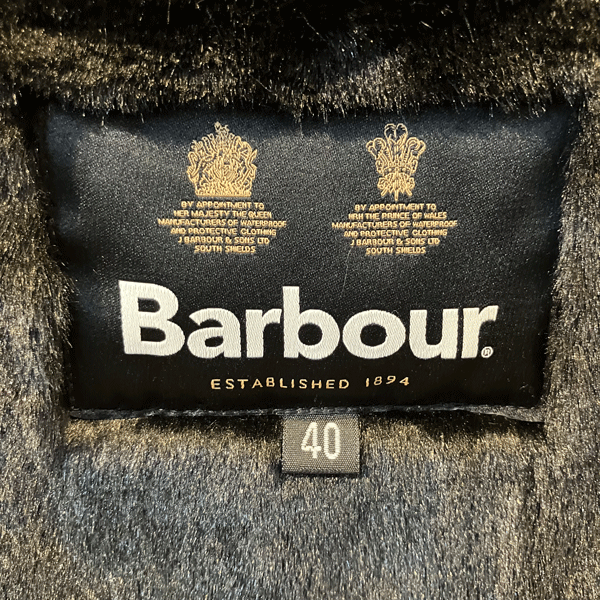 BY APPOINTMENT TO
HER MAJESTY THE QUEEN
MANUFACTURERS OF WATERPROOF
AND PROTECTIVE CLOTHING
J BARBOUR & SONS LTD
SOUTH SHIELDS
BY APPOINTMENT TO
HRH THE PRINCE OF WALES
MANUFACTURERS OF WATERPROOF
AND PROTECTIVE CLOTHING
J BARBOUR & SONS LTD
SOUTH SHIELDS
Barbour®
ESTABLISHED 1894
40